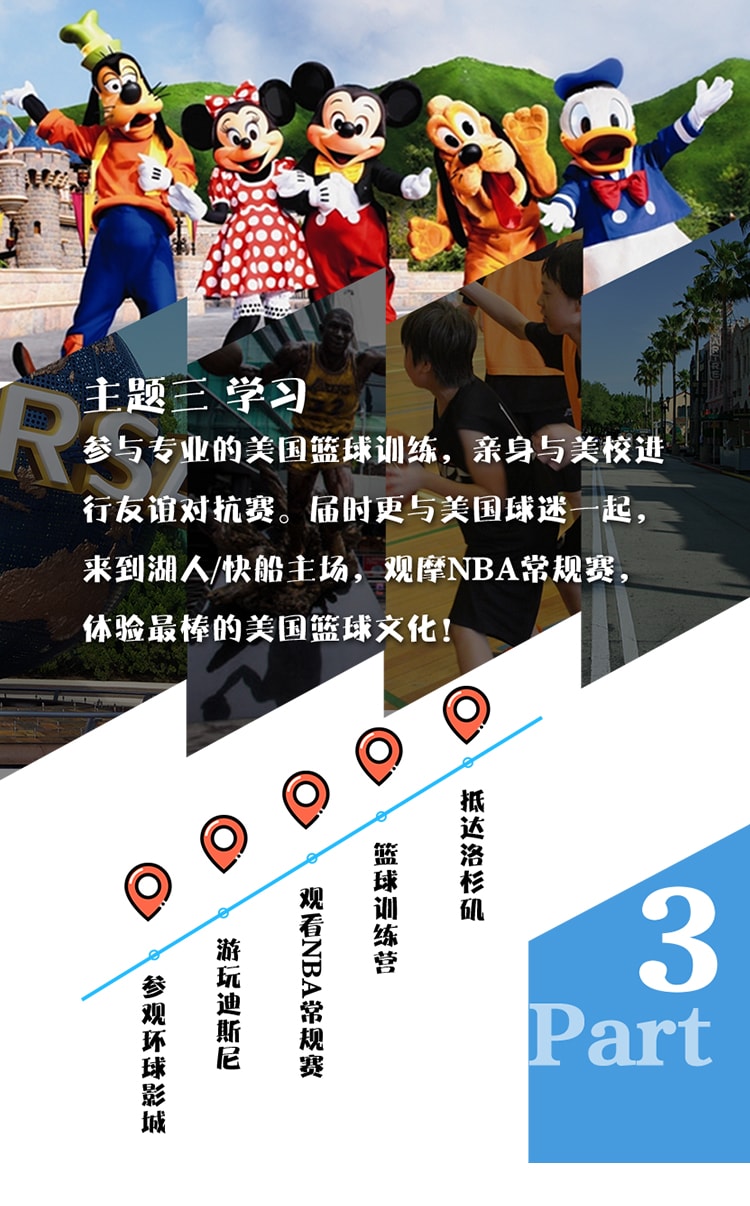 主题三 学习
参与专业的美国篮球训练，亲身与美校进
行友谊对抗赛。届时更与美国球迷一起，
来到湖人/快船主场，观摩NBA常规赛，
体验最棒的美国篮球文化！
抵达洛杉矶
篮球训练营
观看NBA常规赛
游玩迪斯尼
参观环球影城
3
Part